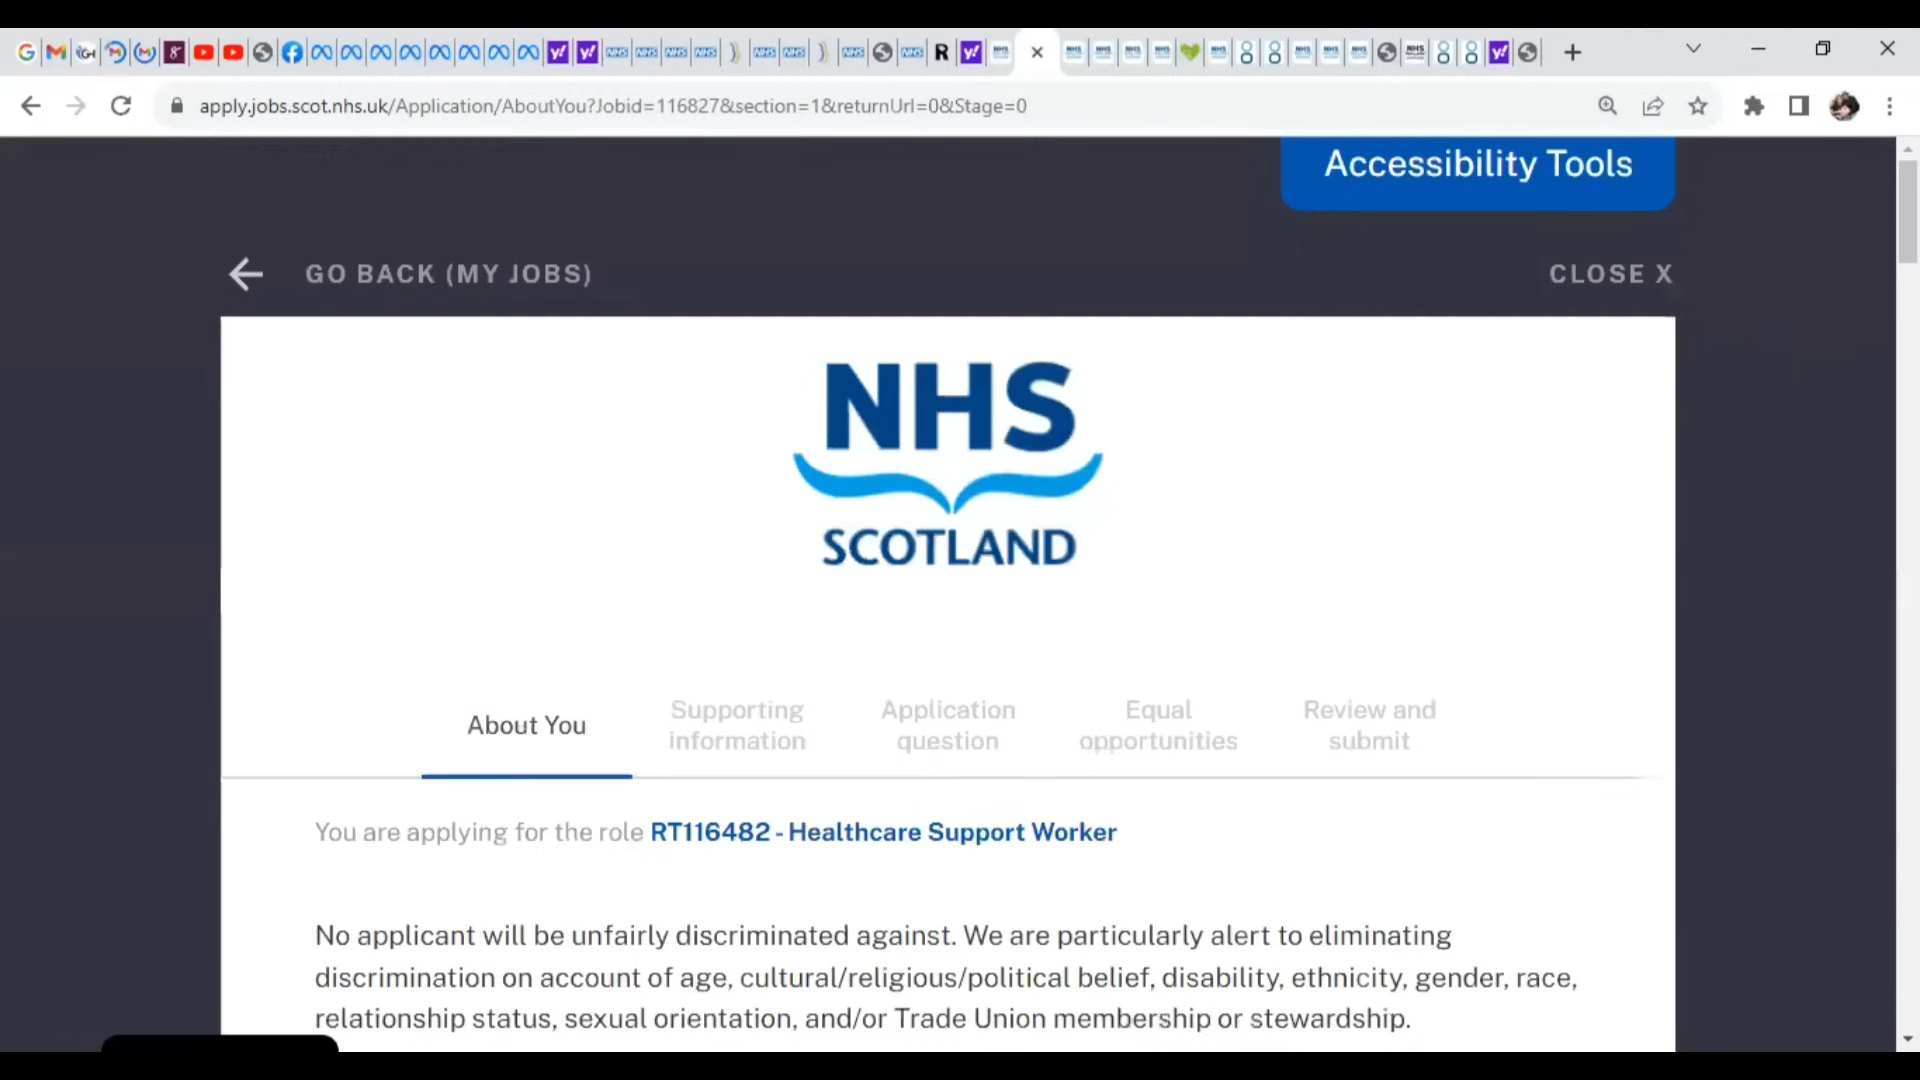 apply.jobs.scot.nhs.uk/Application/AboutYou?Jobid=116827&section=1&returnUrl=0&Stage=0
Accessibility Tools
GO BACK (MY JOBS)
CLOSE X
NHS
SCOTLAND
About You
Supporting information
Application question
Equal opportunities
Review and submit
You are applying for the role RT116482 - Healthcare Support Worker
No applicant will be unfairly discriminated against. We are particularly alert to eliminating
discrimination on account of age, cultural/religious/political belief, disability, ethnicity, gender, race,
relationship status, sexual orientation, and/or Trade Union membership or stewardship.